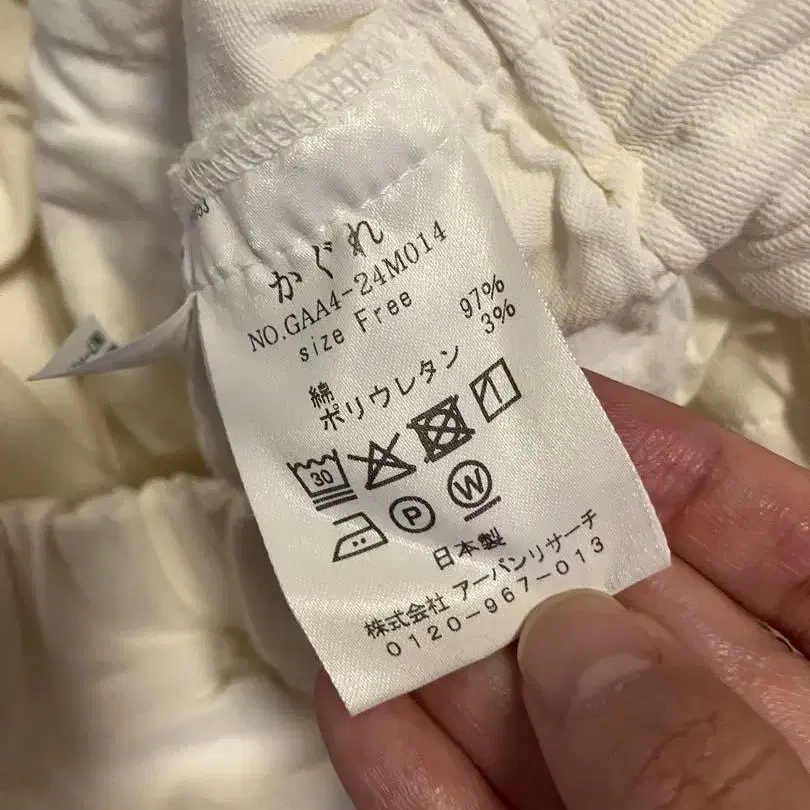 かぐれ
NO.GAA4-24M014
size Free
綿 97%
ポリウレタン 3%
30
P
W
日本製
株式会社 アーバンリサーチ
0120-967-013